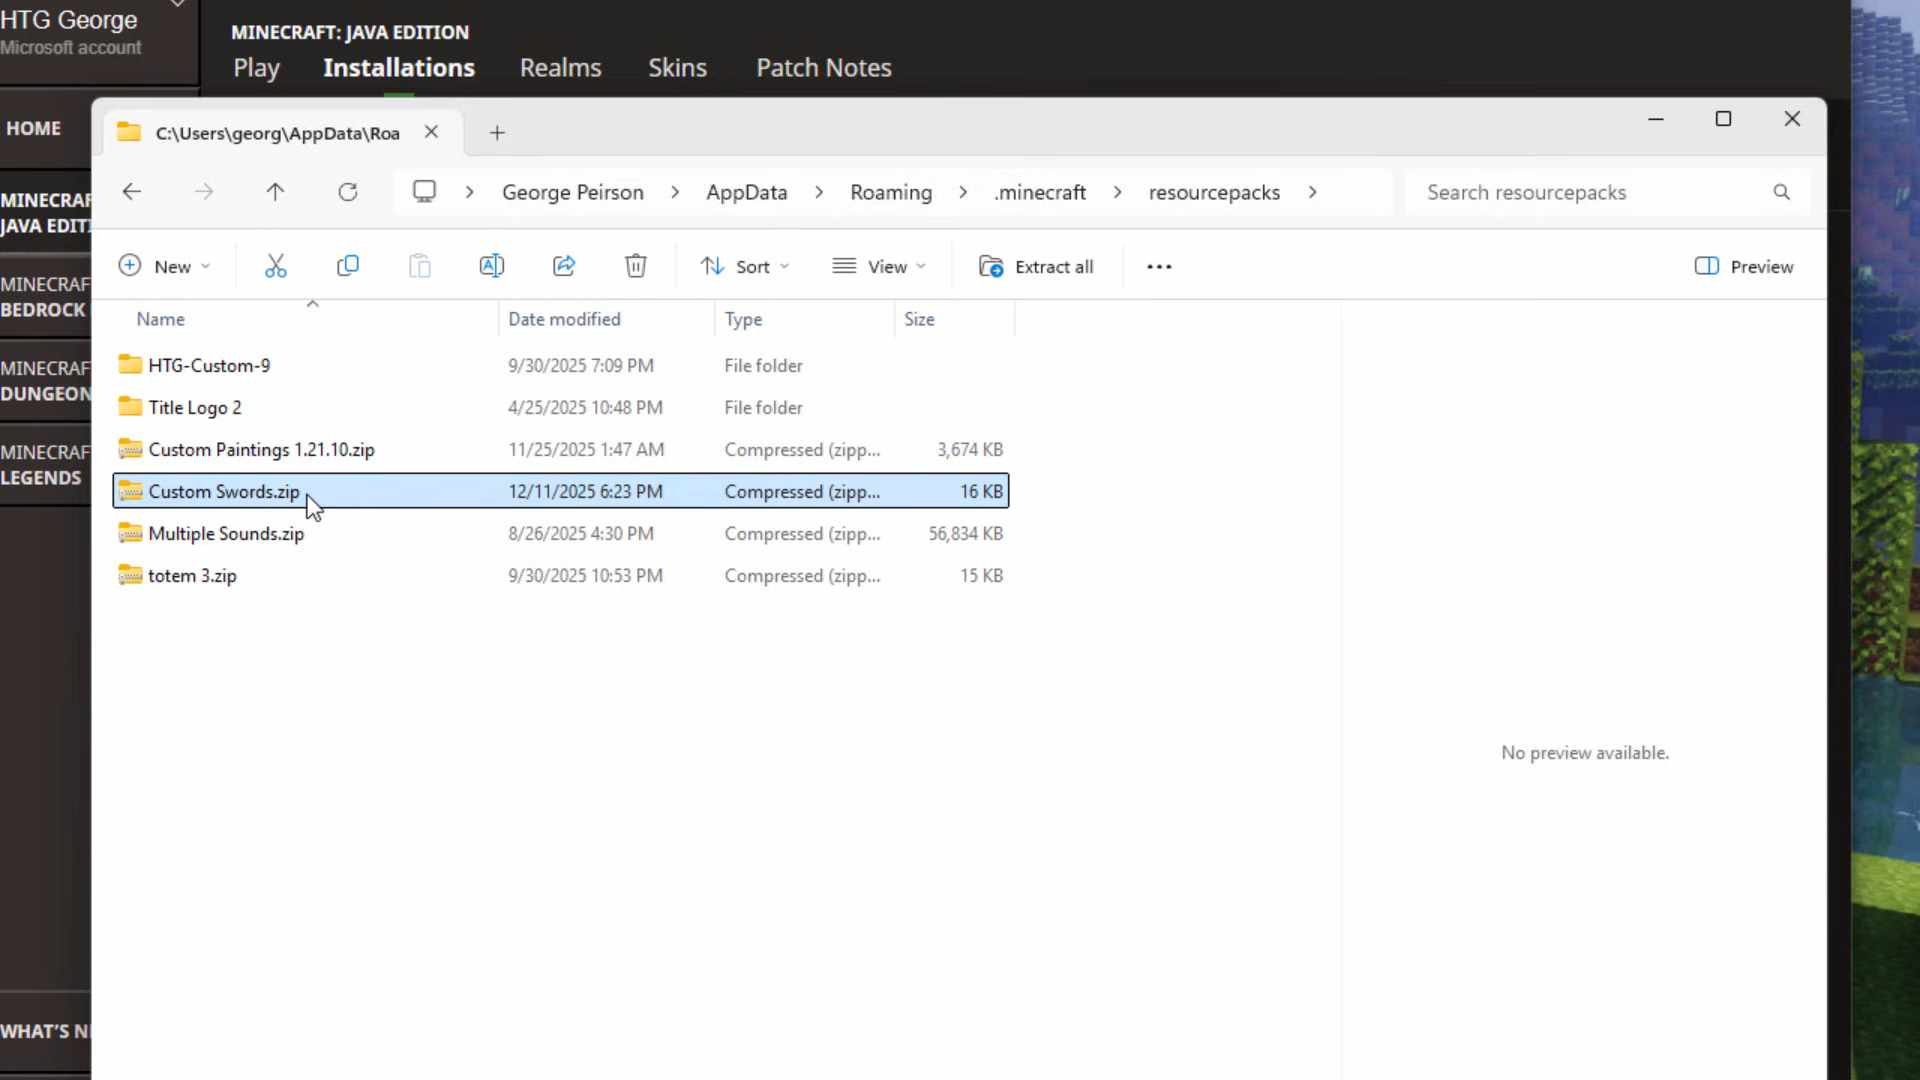 HTG George
Microsoft account
MINECRAFT: JAVA EDITION
Play Installations Realms Skins Patch Notes
HOME
MINECRAF
JAVA EDITI
MINECRAF
BEDROCK
MINECRAF
DUNGEON
MINECRAF
LEGENDS
WHAT'S N
C:\Users\georg\AppData\Roa
George Peirson > AppData > Roaming > .minecraft > resourcepacks >
Search resourcepacks
New Sort View Extract all Preview
Name Date modified Type Size
HTG-Custom-9 9/30/2025 7:09 PM File folder
Title Logo 2 4/25/2025 10:48 PM File folder
Custom Paintings 1.21.10.zip 11/25/2025 1:47 AM Compressed (zipp... 3,674 KB
Custom Swords.zip 12/11/2025 6:23 PM Compressed (zipp... 16 KB
Multiple Sounds.zip 8/26/2025 4:30 PM Compressed (zipp... 56,834 KB
totem 3.zip 9/30/2025 10:53 PM Compressed (zipp... 15 KB
No preview available.